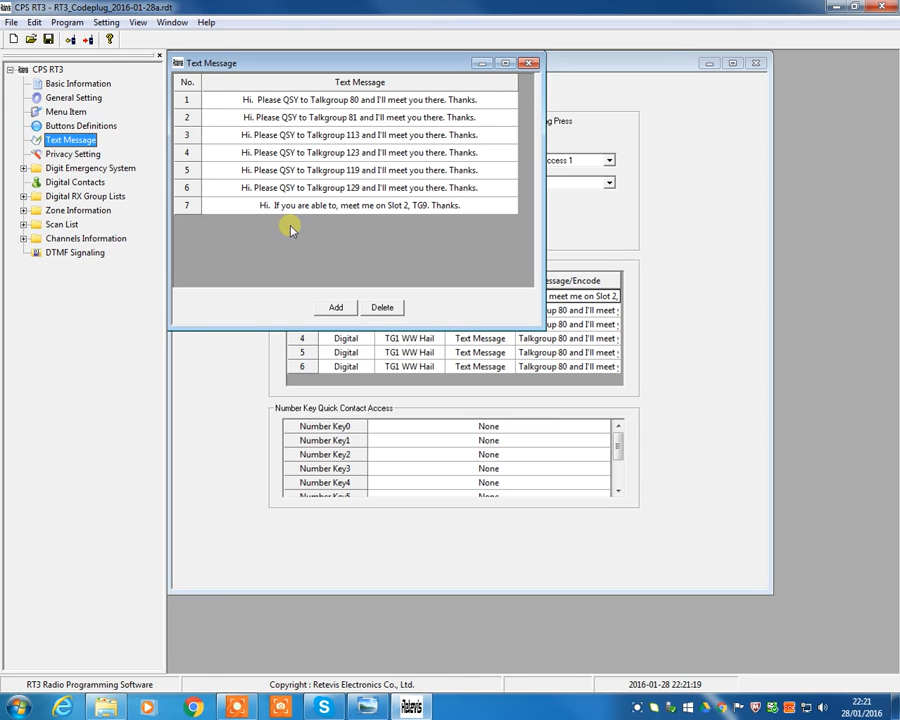 CPS RT3 - RT3_Codeplug_2016-01-28a.rdt
File Edit Program Setting View Window Help
CPS RT3
Basic Information
General Setting
Menu Item
Buttons Definitions
Text Message
Privacy Setting
Digit Emergency System
Digital Contacts
Digital RX Group Lists
Zone Information
Scan List
Channels Information
DTMF Signaling
Text Message
No. Text Message
1 Hi. Please QSY to Talkgroup 80 and I'll meet you there. Thanks.
2 Hi. Please QSY to Talkgroup 81 and I'll meet you there. Thanks.
3 Hi. Please QSY to Talkgroup 113 and I'll meet you there. Thanks.
4 Hi. Please QSY to Talkgroup 123 and I'll meet you there. Thanks.
5 Hi. Please QSY to Talkgroup 119 and I'll meet you there. Thanks.
6 Hi. Please QSY to Talkgroup 129 and I'll meet you there. Thanks.
7 Hi. If you are able to, meet me on Slot 2, TG9. Thanks.
Add Delete
ng Press
ccess 1
Message/Encode
meet me on Slot 2,
Talkgroup 80 and I'll meet
4 Digital TG1 WW Hail Text Message Talkgroup 80 and I'll meet
5 Digital TG1 WW Hail Text Message Talkgroup 80 and I'll meet
6 Digital TG1 WW Hail Text Message Talkgroup 80 and I'll meet
Number Key Quick Contact Access
Number Key0 None
Number Key1 None
Number Key2 None
Number Key3 None
Number Key4 None
Number Key5 None
RT3 Radio Programming Software
Copyright : Retevis Electronics Co., Ltd.
2016-01-28 22:21:19
Retevis
22:21
28/01/2016